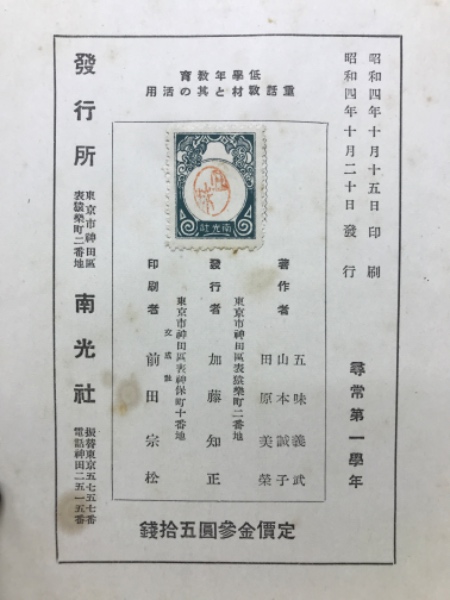 昭和四年十月十五日印刷
昭和四年十月二十日發行
尋常第一學年
低學年教育
童話教材と其の活用
著作者
五味義武
山本誠子
田原美榮
東京市神田區表猿樂町二番地
發行者 加藤知正
東京市神田區表神保町十番地
文成社
印刷者 前田宗松
南光社
定價金參圓五拾錢
發行所
東京市神田區
表猿樂町二番地
南光社
振替東京五七五七番
電話神田二五一五番